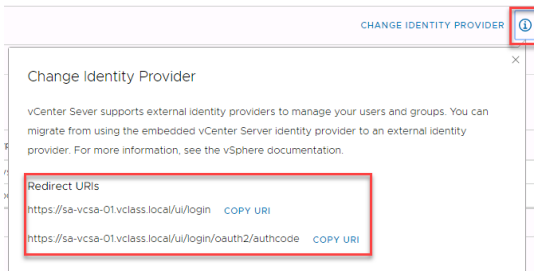 CHANGE IDENTITY PROVIDER
Change Identity Provider
vCenter Sever supports external identity providers to manage your users and groups. You can
migrate from using the embedded vCenter Server identity provider to an external identity
provider. For more information, see the vSphere documentation.
Redirect URIs
https://sa-vcsa-01.vclass.local/ui/login COPY URI
https://sa-vcsa-01.vclass.local/ui/login/oauth2/authcode COPY URI